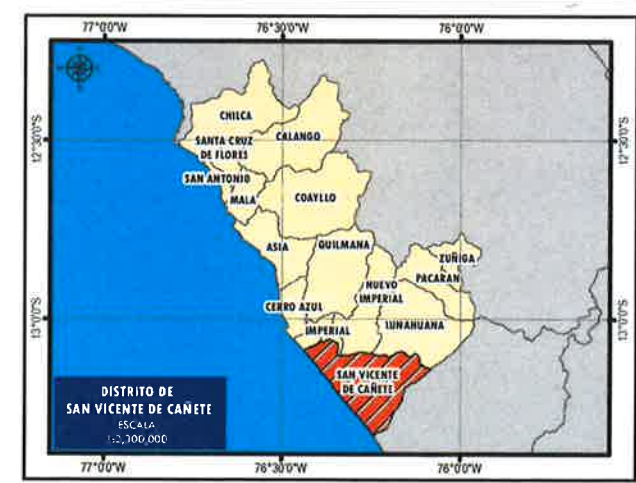 77°0'0"W 76°30'0"W 76°0'0"W
12°30'0"S 12°30'0"S
CHILCA
CALANGO
SANTA CRUZ
DE FLORES
SAN ANTONIO
MALA
COAYLLO
ASIA
GUILMANA
ZUÑIGA
PACARAN
NUEVO
IMPERIAL
CERRO AZUL
13°0'0"S 13°0'0"S
IMPERIAL
LUNAHUANA
SAN VICENTE
DE CAÑETE
DISTRITO DE
SAN VICENTE DE CAÑETE
ESCALA
77°0'0"W 76°30'0"W 76°0'0"W